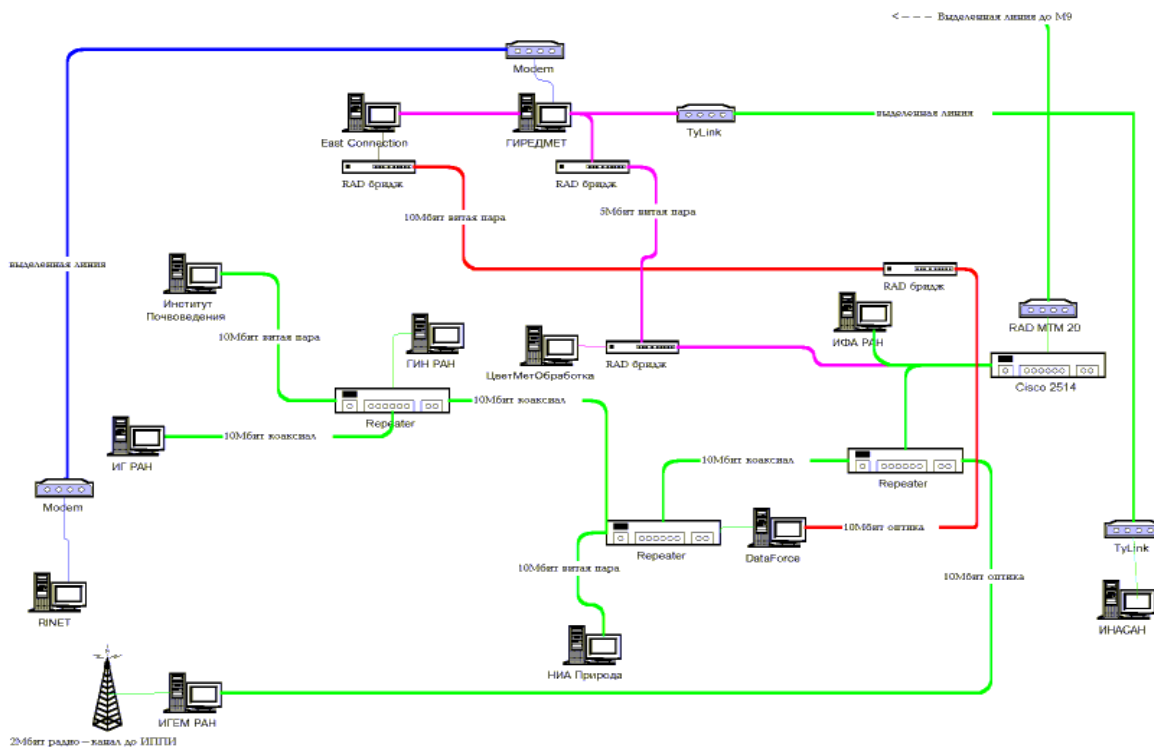 <--- Выделенная линия до М9
Modem
East Connection
ГИРЕДМЕТ
TyLink
выделенная линия
RAD бридж
RAD бридж
10Мбит витая пара
5Мбит витая пара
выделенная линия
RAD бридж
Институт
Почвоведения
RAD MTM 20
10Мбит витая пара
ИФА РАН
ГИН РАН
ЦветМетОбработка
RAD бридж
Cisco 2514
10Мбит коаксиал
Repeater
10Мбит коаксиал
ИГ РАН
10Мбит коаксиал
Repeater
Modem
10Мбит оптика
Repeater
DataForce
TyLink
10Мбит витая пара
10Мбит оптика
RINET
ИНАСАН
НИА Природа
ИГЕМ РАН
2Мбит радио-канал до ИППИ